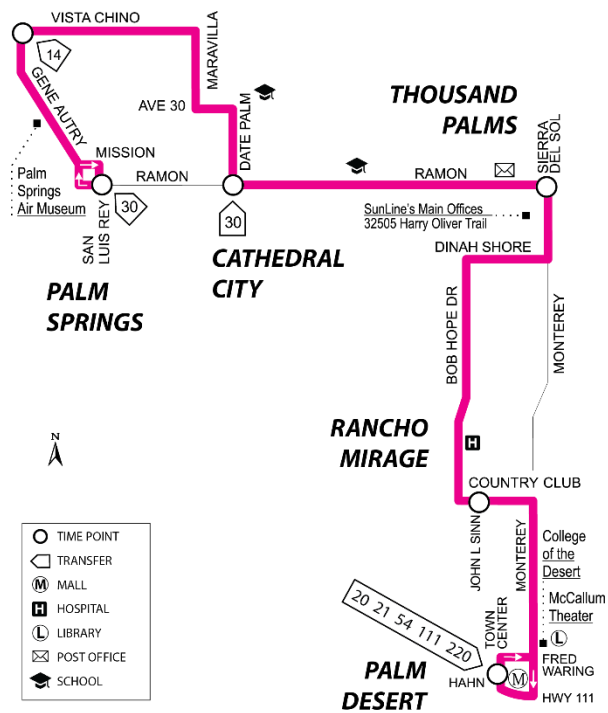 VISTA CHINO
14
GENE AUTRY
MARAVILLA
AVE 30
DATE PALM
THOUSAND
PALMS
MISSION
RAMON
RAMON
SIERRA
DEL SOL
Palm
Springs
Air Museum
30
30
SAN
LUIS REY
SunLine's Main Offices
32505 Harry Oliver Trail
DINAH SHORE
CATHEDRAL
CITY
PALM
SPRINGS
BOB HOPE DR
MONTEREY
RANCHO
MIRAGE
N
H
COUNTRY CLUB
JOHN L SINN
MONTEREY
College
of the
Desert
McCallum
Theater
L
TOWN
CENTER
20 21 54 111 220
FRED
WARING
HAHN
M
HWY 111
PALM
DESERT
TIME POINT
TRANSFER
M MALL
H HOSPITAL
L LIBRARY
POST OFFICE
SCHOOL